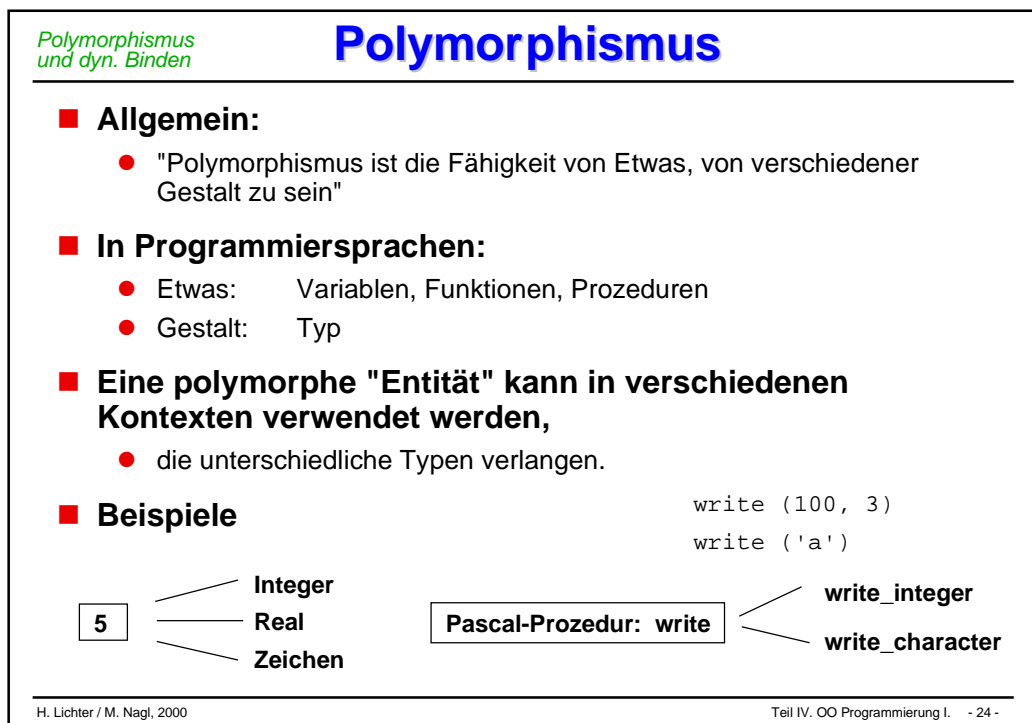 Polymorphismus
und dyn. Binden
Polymorphismus
Allgemein:
"Polymorphismus ist die Fähigkeit von Etwas, von verschiedener
Gestalt zu sein"
In Programmiersprachen:
Etwas: Variablen, Funktionen, Prozeduren
Gestalt: Typ
Eine polymorphe "Entität" kann in verschiedenen
Kontexten verwendet werden,
die unterschiedliche Typen verlangen.
Beispiele
write (100, 3)
write ('a')
5
Integer
Real
Zeichen
Pascal-Prozedur: write
write_integer
write_character
H. Lichter / M. Nagl, 2000
Teil IV. OO Programmierung I. - 24 -